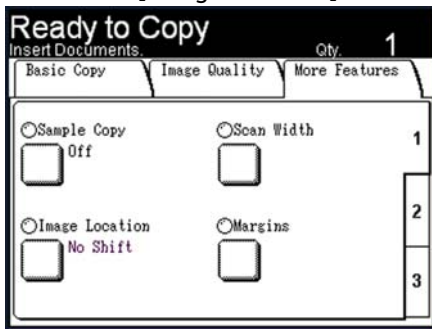 Ready to Copy
Insert Documents.
Qty. 1
Basic Copy
Image Quality
More Features
Sample Copy
Off
Scan Width
1
Image Location
No Shift
Margins
2
3